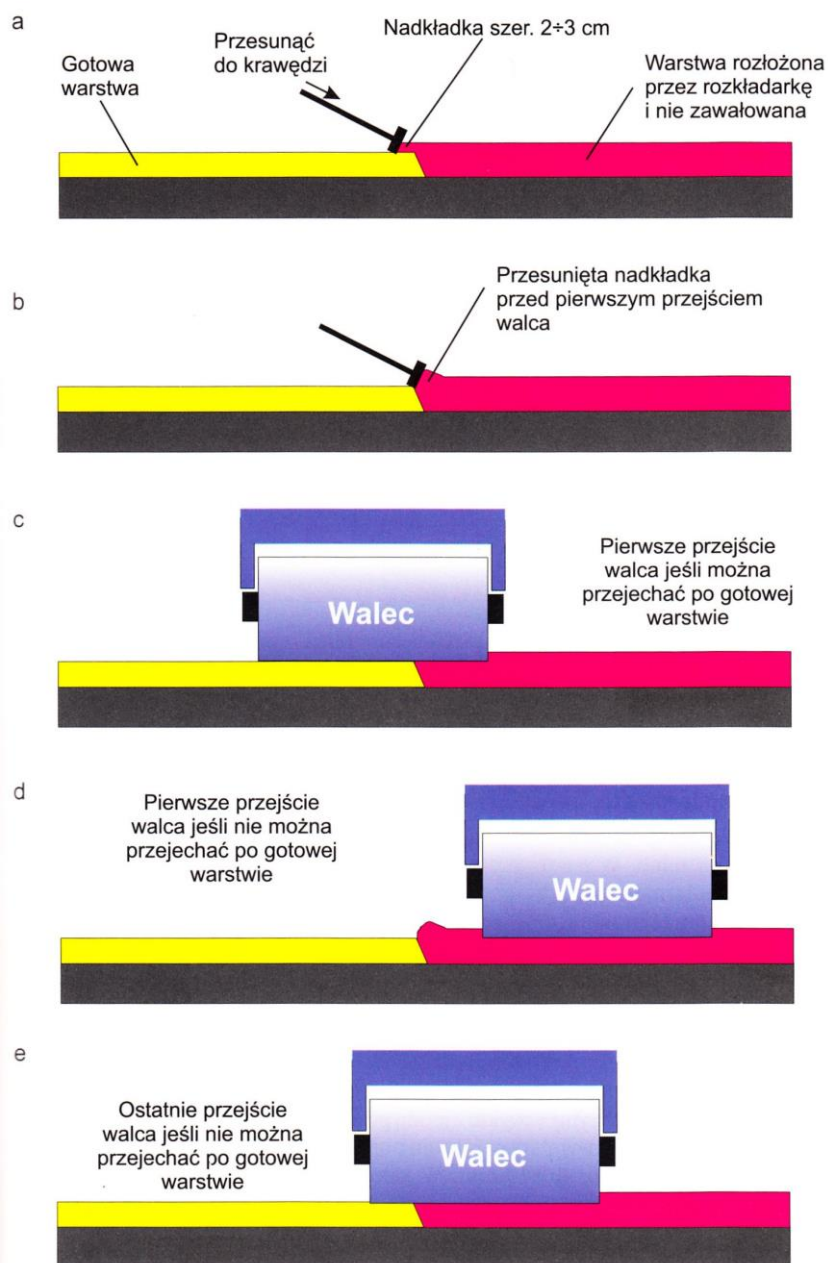 a
Gotowa
warstwa
Przesunąć
do krawędzi
Nadkładka szer. 2÷3 cm
Warstwa rozłożona
przez rozkładarkę
i nie zawałowana
b
Przesunięta nadkładka
przed pierwszym przejściem
walca
c
Walec
Pierwsze przejście
walca jeśli można
przejechać po gotowej
warstwie
d
Pierwsze przejście
walca jeśli nie można
przejechać po gotowej
warstwie
Walec
e
Ostatnie przejście
walca jeśli nie można
przejechać po gotowej
warstwie
Walec